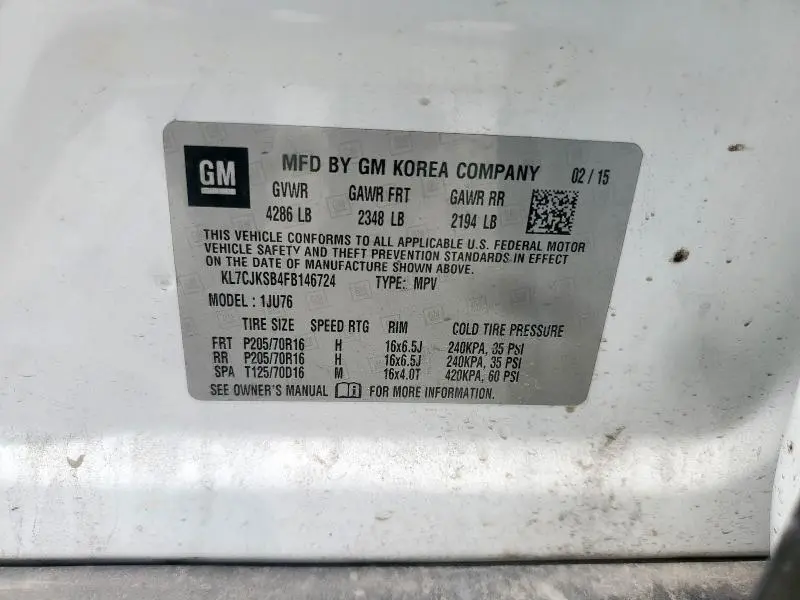 GM
MFD BY GM KOREA COMPANY 02/15
GVWR GAWR FRT GAWR RR
4286 LB 2348 LB 2194 LB
THIS VEHICLE CONFORMS TO ALL APPLICABLE U.S. FEDERAL MOTOR
VEHICLE SAFETY AND THEFT PREVENTION STANDARDS IN EFFECT
ON THE DATE OF MANUFACTURE SHOWN ABOVE.
KL7CJKSB4FB146724 TYPE: MPV
MODEL : 1JU76
TIRE SIZE SPEED RTG RIM COLD TIRE PRESSURE
FRT P205/70R16 H 16x6.5J 240KPA, 35 PSI
RR P205/70R16 H 16x6.5J 240KPA, 35 PSI
SPA T125/70D16 M 16x4.0T 420KPA, 60 PSI
SEE OWNER'S MANUAL FOR MORE INFORMATION.